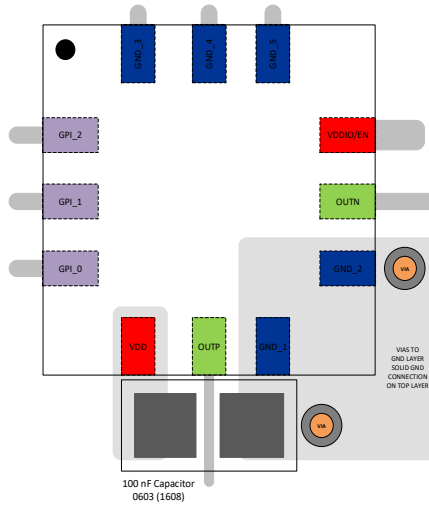 GND_3
GND_4
GND_5
GPI_2
VDDIO/EN
GPI_1
OUTN
GPI_0
GND_2
VIA
VDD
OUTP
GND_1
VIAS TO
GND LAYER
SOLID GND
CONNECTION
ON TOP LAYER
VIA
100 nF Capacitor
0603 (1608)